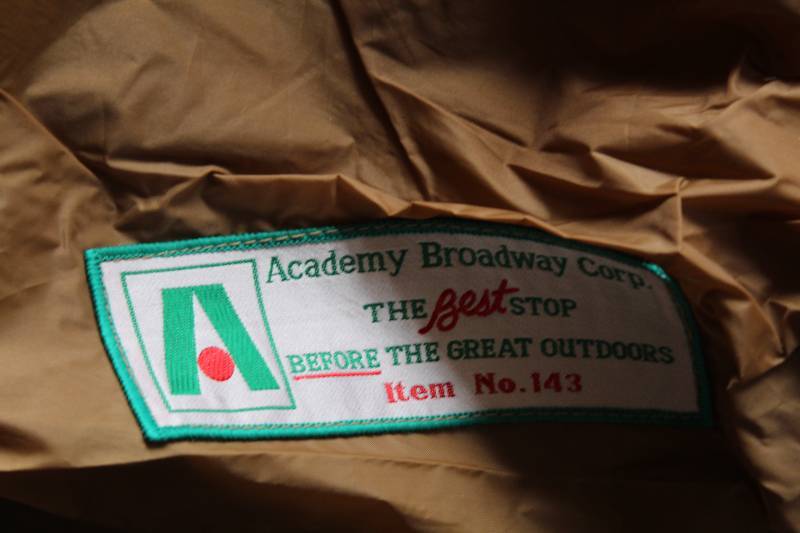 Academy Broadway Corp.
THE Best STOP
BEFORE THE GREAT OUTDOORS
Item No. 143